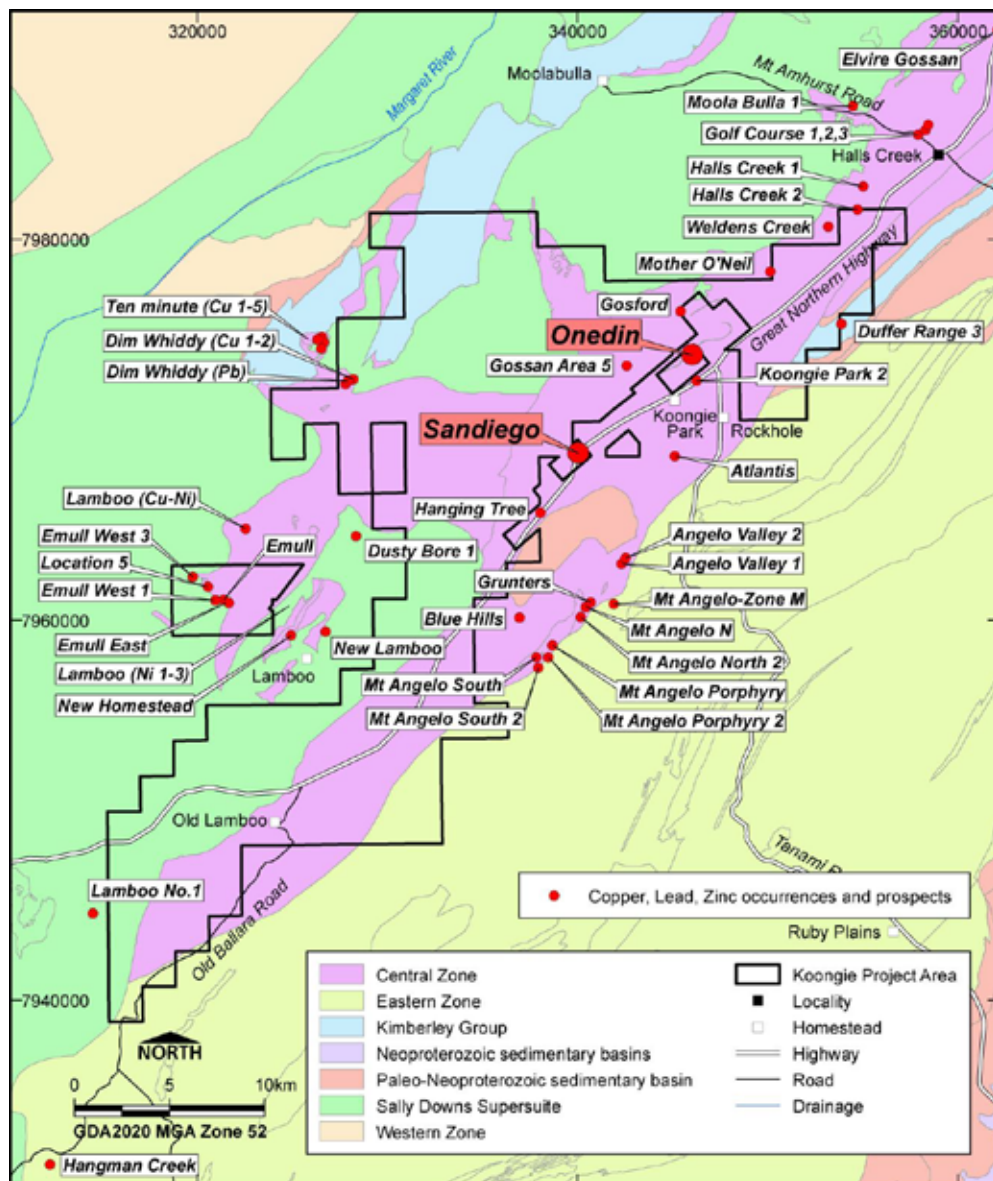 320000
340000
360000
Elvire Gossan
Moolabulla
Mt Amhurst Road
Margaret River
Moola Bulla 1
Golf Course 1,2,3
Halls Creek
Halls Creek 1
Halls Creek 2
Weldens Creek
7980000
Mother O'Neil
Great Northern Highway
Ten minute (Cu 1-5)
Gosford
Dim Whiddy (Cu 1-2)
Onedin
Duffer Range 3
Dim Whiddy (Pb)
Gossan Area 5
Koongie Park 2
Koongie
Park
Rockhole
Sandiego
Atlantis
Lamboo (Cu-Ni)
Hanging Tree
Emull West 3
Emull
Dusty Bore 1
Angelo Valley 2
Location 5
Angelo Valley 1
Emull West 1
Grunters
Mt Angelo-Zone M
7960000
Blue Hills
Mt Angelo N
Emull East
New Lamboo
Mt Angelo North 2
Lamboo (Ni 1-3)
Lamboo
Mt Angelo South
Mt Angelo Porphyry
New Homestead
Mt Angelo South 2
Mt Angelo Porphyry 2
Old Lamboo
Tanami R
Lamboo No.1
Copper, Lead, Zinc occurrences and prospects
Old Ballara Road
Ruby Plains
7940000
Central Zone
Eastern Zone
Kimberley Group
Neoproterozoic sedimentary basins
Paleo-Neoproterozoic sedimentary basin
Sally Downs Supersuite
Western Zone
Koongie Project Area
Locality
Homestead
Highway
Road
Drainage
NORTH
0 5 10km
GDA2020 MGA Zone 52
Hangman Creek